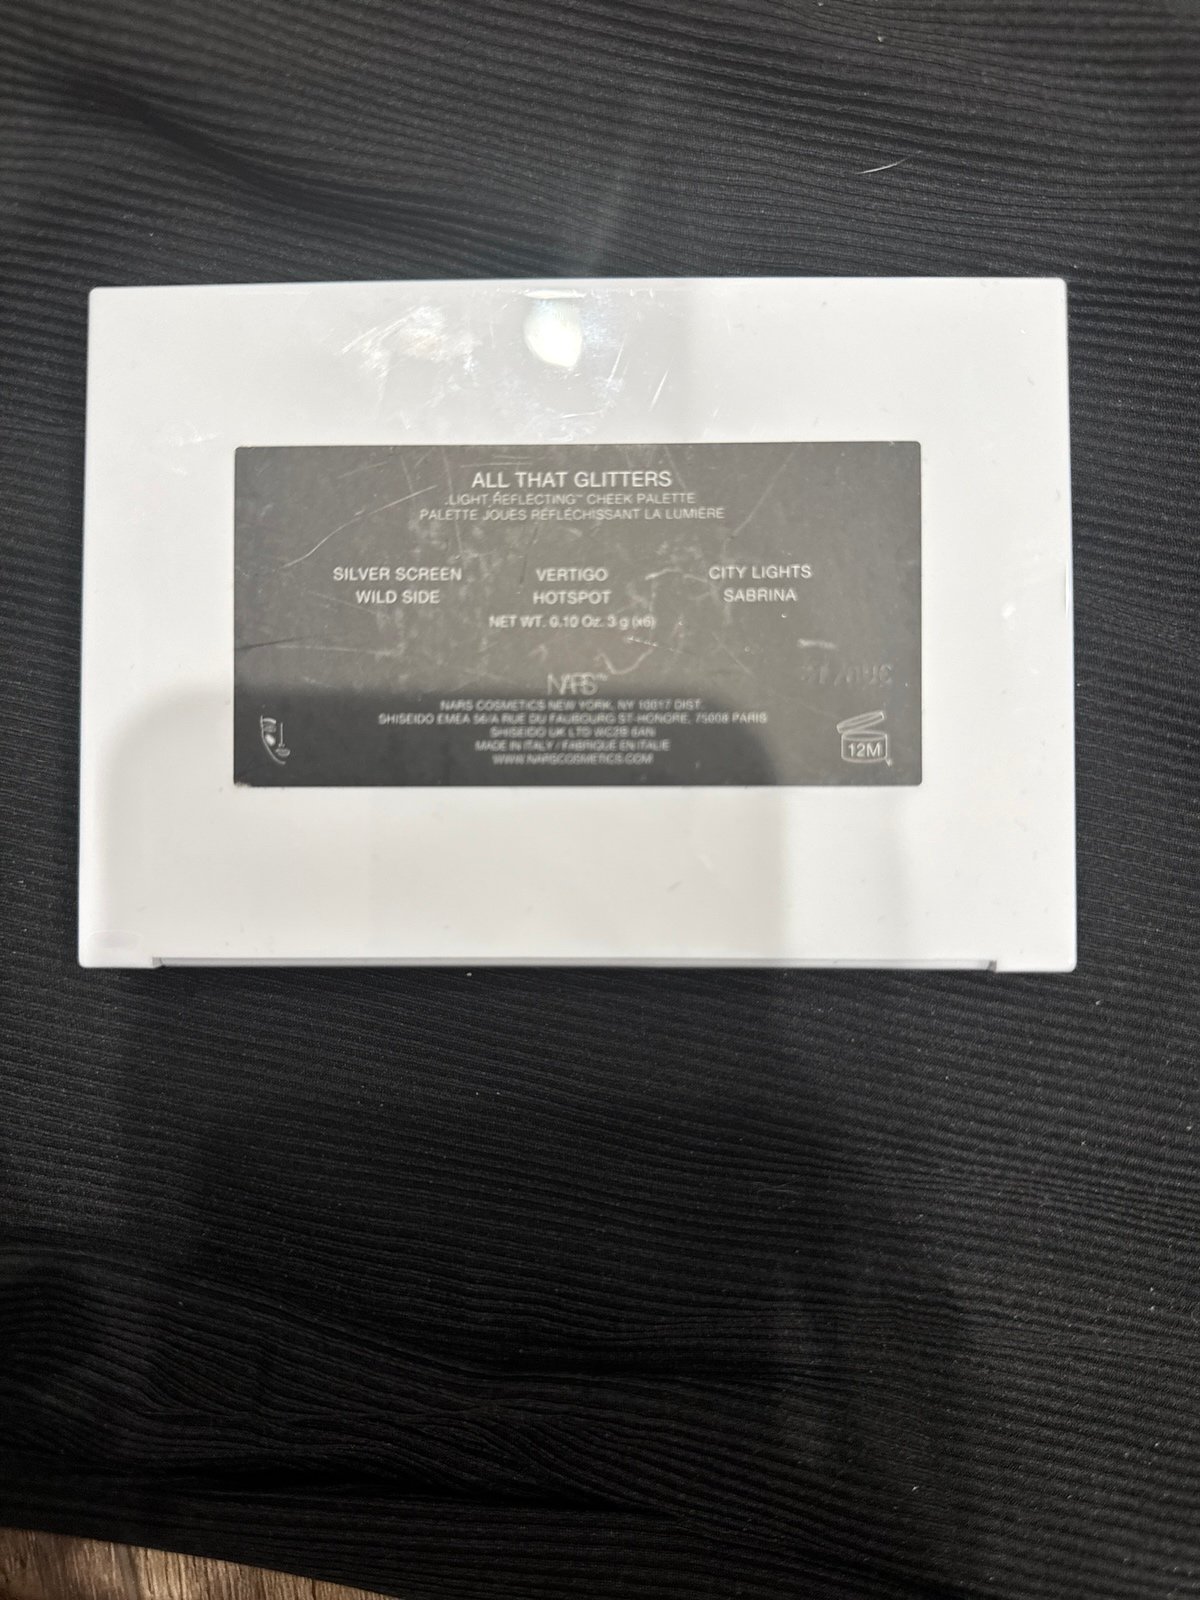 ALL THAT GLITTERS
LIGHT REFLECTING™ CHEEK PALETTE
PALETTE JOUES RÉFLÉCHISSANT LA LUMIÈRE
SILVER SCREEN VERTIGO CITY LIGHTS
WILD SIDE HOTSPOT SABRINA
NET WT. 0.10 Oz. 3 g (x6)
NARS™
NARS COSMETICS NEW YORK, NY 10017 DIST.
SHISEIDO EMEA 56/A RUE DU FAUBOURG ST-HONORÉ, 75008 PARIS
SHISEIDO UK LTD WC2B 6AN
MADE IN ITALY / FABRIQUÉ EN ITALIE
WWW.NARSCOSMETICS.COM
12M